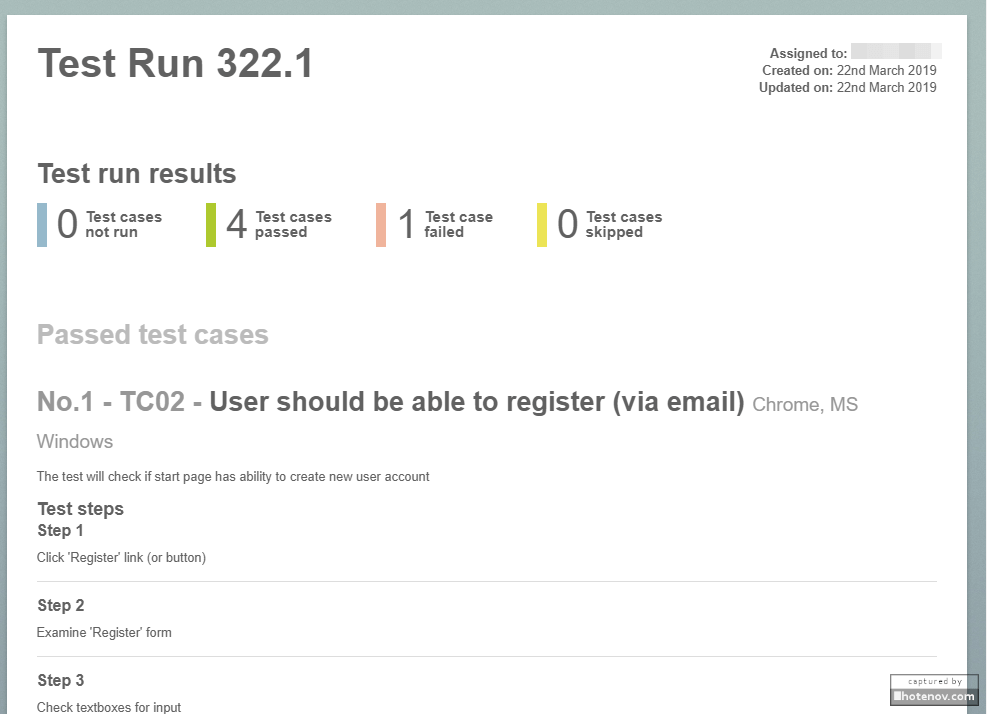 Test Run 322.1
Assigned to:
Created on: 22nd March 2019
Updated on: 22nd March 2019
Test run results
0 Test cases not run
4 Test cases passed
1 Test case failed
0 Test cases skipped
Passed test cases
No.1 - TC02 - User should be able to register (via email) Chrome, MS
Windows
The test will check if start page has ability to create new user account
Test steps
Step 1
Click 'Register' link (or button)
Step 2
Examine 'Register' form
Step 3
Check textboxes for input
captured by
hotenov.com